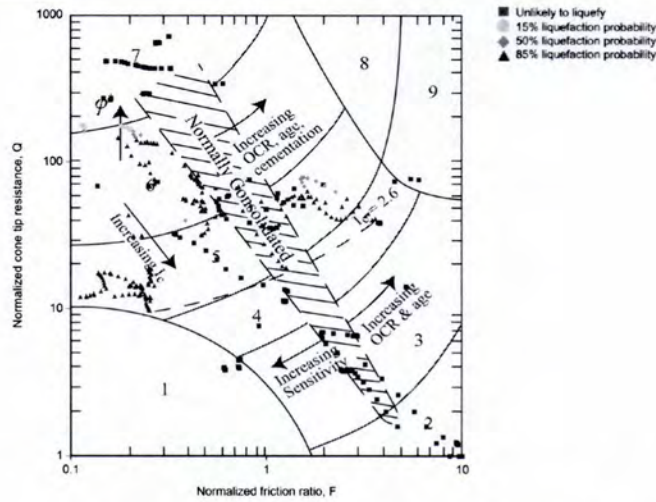 Unlikely to liquefy
15% liquefaction probability
50% liquefaction probability
85% liquefaction probability
Normalized cone tip resistance, Q
1000
100
10
1
7
8
9
ϕ
Increasing
OCR, age,
cementation
Normally Consolidated
6
Ic = 2.6
Increasing Ic
5
4
Increasing
OCR & age
3
Increasing
Sensitivity
1
2
0.1
1
10
Normalized friction ratio, F